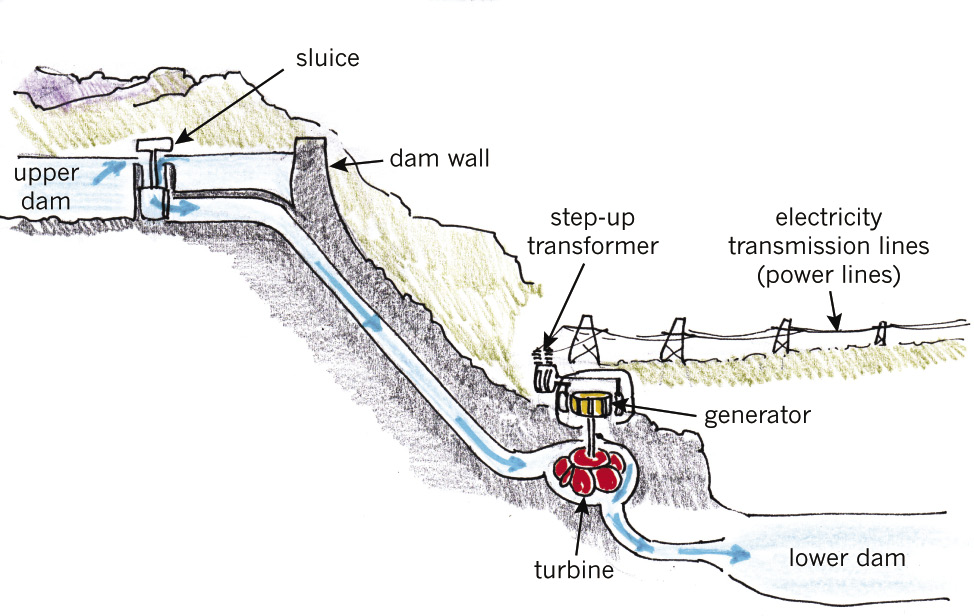 sluice
upper
dam
dam wall
step-up
transformer
electricity
transmission lines
(power lines)
generator
turbine
lower dam